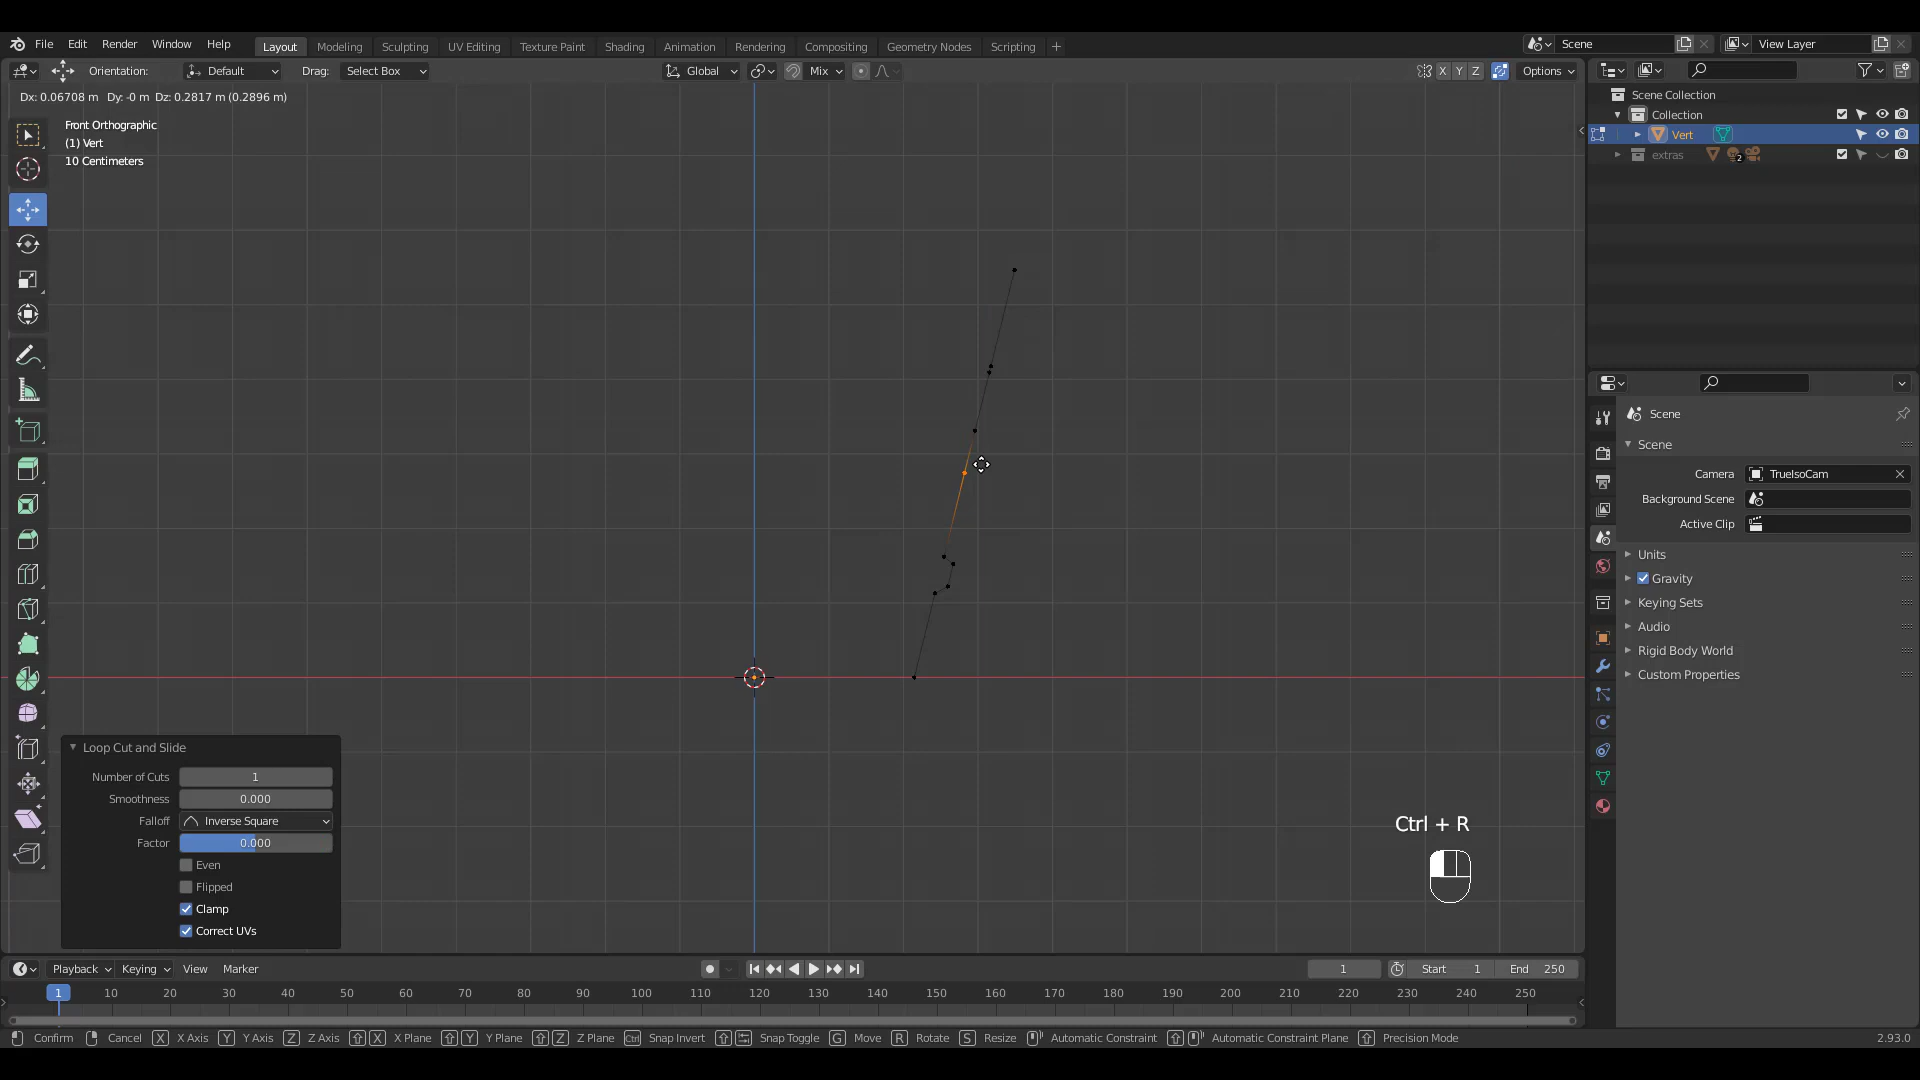 File Edit Render Window Help Layout Modeling Sculpting UV Editing Texture Paint Shading Animation Rendering Compositing Geometry Nodes Scripting + Scene View Layer
Orientation: Default Drag: Select Box Global Mix X Y Z Options
Dx: 0.06708 m Dy: -0 m Dz: 0.2817 m (0.2896 m)
Front Orthographic
(1) Vert
10 Centimeters
Scene Collection
Collection
Vert
extras 2
Scene
Scene
Camera TrueIsoCam
Background Scene
Active Clip
Units
Gravity
Keying Sets
Audio
Rigid Body World
Custom Properties
Loop Cut and Slide
Number of Cuts 1
Smoothness 0.000
Falloff Inverse Square
Factor 0.000
Even
Flipped
Clamp
Correct UVs
Ctrl + R
Playback Keying View Marker 1 Start 1 End 250
1 10 20 30 40 50 60 70 80 90 100 110 120 130 140 150 160 170 180 190 200 210 220 230 240 250
Confirm Cancel X X Axis Y Y Axis Z Z Axis X X Plane Y Y Plane Z Z Plane Ctrl Snap Invert Snap Toggle G Move R Rotate S Resize Automatic Constraint Automatic Constraint Plane Precision Mode 2.93.0